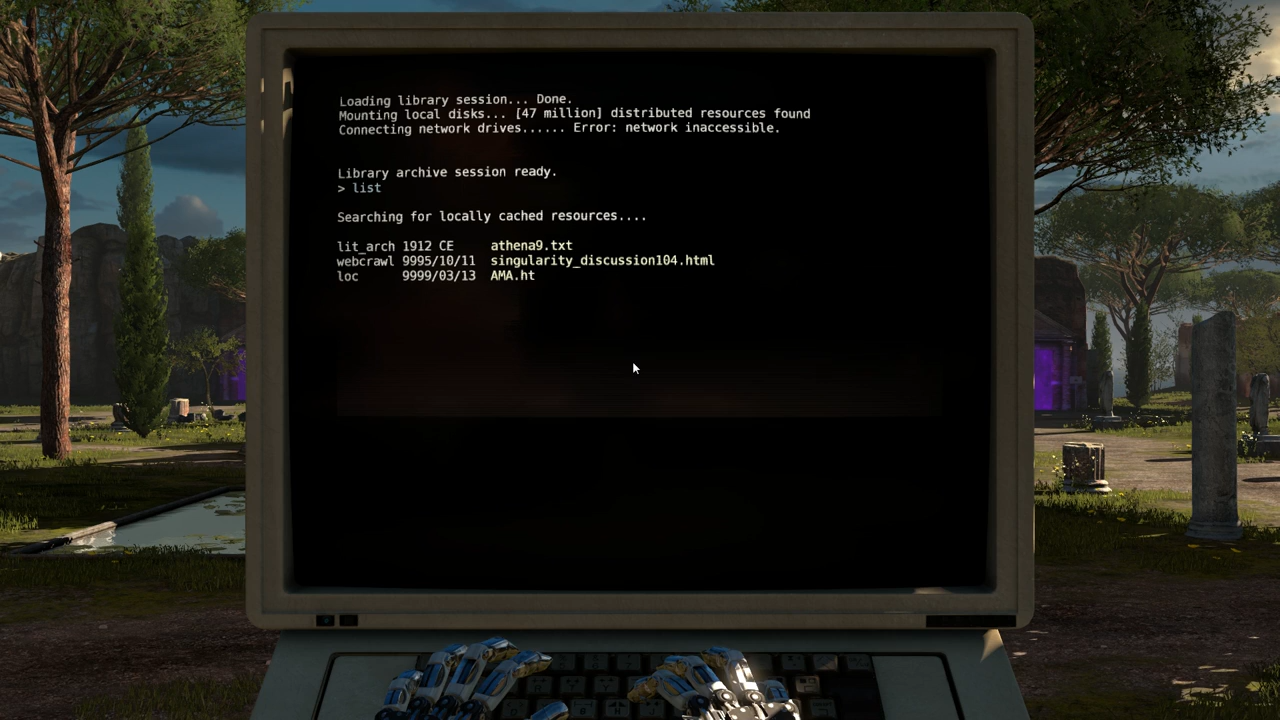 Loading library session... Done.
Mounting local disks... [47 million] distributed resources found
Connecting network drives...... Error: network inaccessible.
Library archive session ready.
> list
Searching for locally cached resources....
lit_arch 1912 CE athena9.txt
webcrawl 9995/10/11 singularity_discussion104.html
loc 9999/03/13 AMA.ht